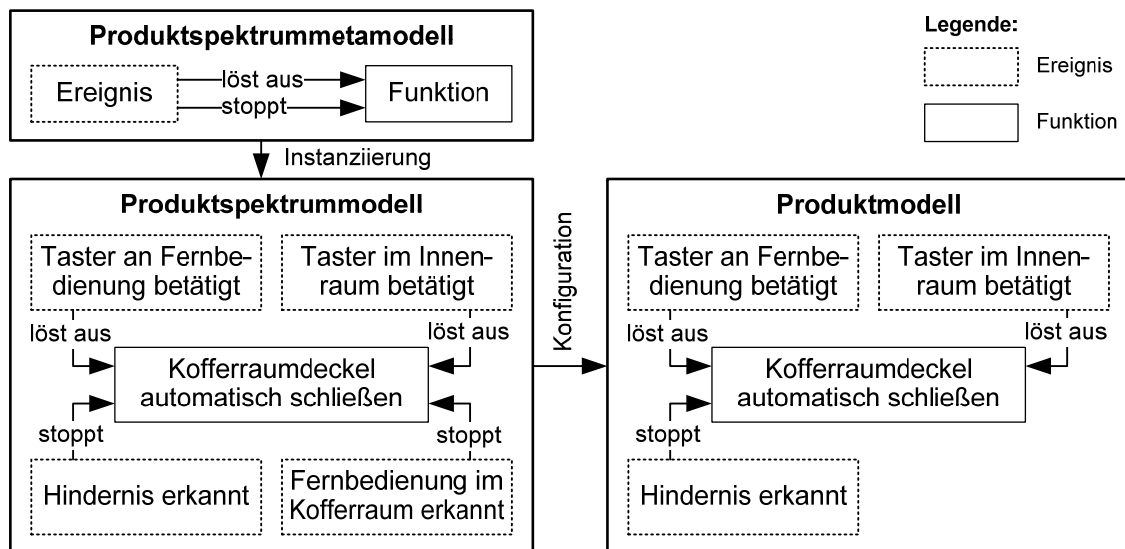 Produktspektrummetamodell
Ereignis
löst aus
stoppt
Funktion
Legende:
Ereignis
Funktion
Instanziierung
Produktspektrummodell
Taster an Fernbe-
dienung betätigt
Taster im Innen-
raum betätigt
löst aus
löst aus
Kofferraumdeckel
automatisch schließen
stoppt
stoppt
Hindernis erkannt
Fernbedienung im
Kofferraum erkannt
Konfiguration
Produktmodell
Taster an Fernbe-
dienung betätigt
Taster im Innen-
raum betätigt
löst aus
löst aus
Kofferraumdeckel
automatisch schließen
stoppt
Hindernis erkannt